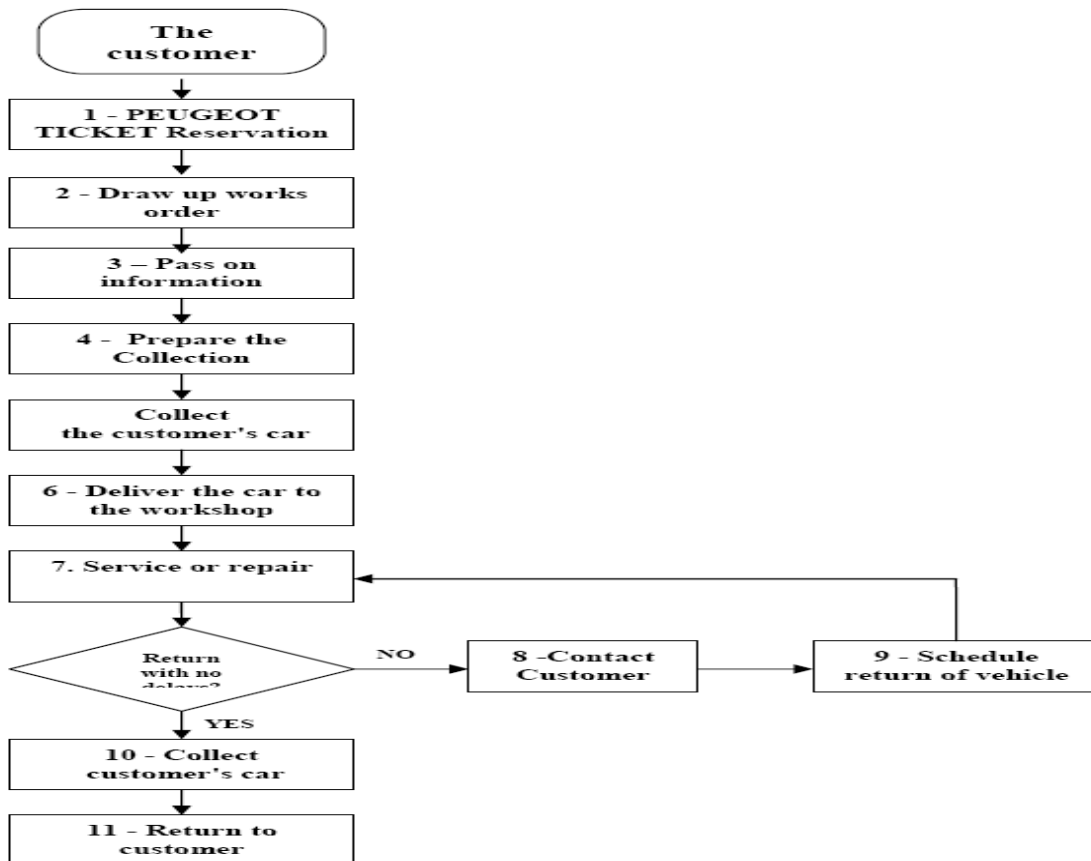 The
customer
1 - PEUGEOT
TICKET Reservation
2 - Draw up works
order
3 – Pass on
information
4 - Prepare the
Collection
Collect
the customer's car
6 - Deliver the car to
the workshop
7. Service or repair
Return
with no
delays?
NO
8 -Contact
Customer
9 - Schedule
return of vehicle
YES
10 - Collect
customer's car
11 - Return to
customer